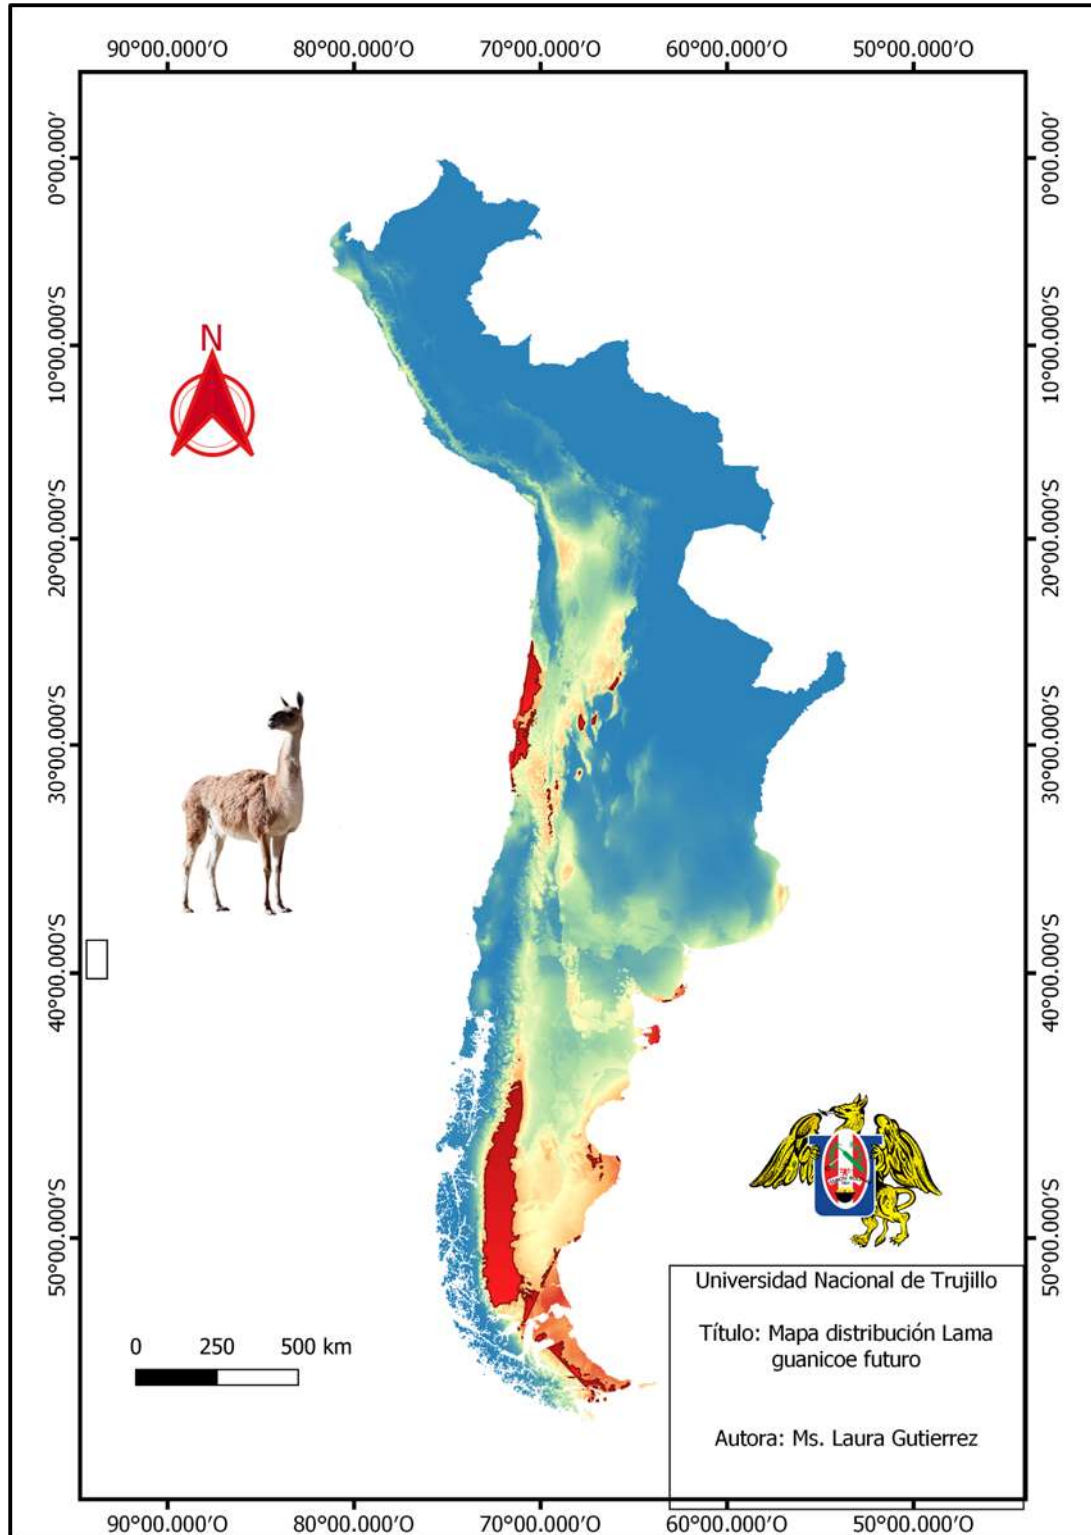 90°00.000′O 80°00.000′O 70°00.000′O 60°00.000′O 50°00.000′O
0°00.000′ 0°00.000′
10°00.000′S 10°00.000′S
N
20°00.000′S 20°00.000′S
30°00.000′S 30°00.000′S
40°00.000′S 40°00.000′S
50°00.000′S 50°00.000′S
0 250 500 km
Universidad Nacional de Trujillo
Título: Mapa distribución Lama
guanicoe futuro
Autora: Ms. Laura Gutierrez
90°00.000′O 80°00.000′O 70°00.000′O 60°00.000′O 50°00.000′O